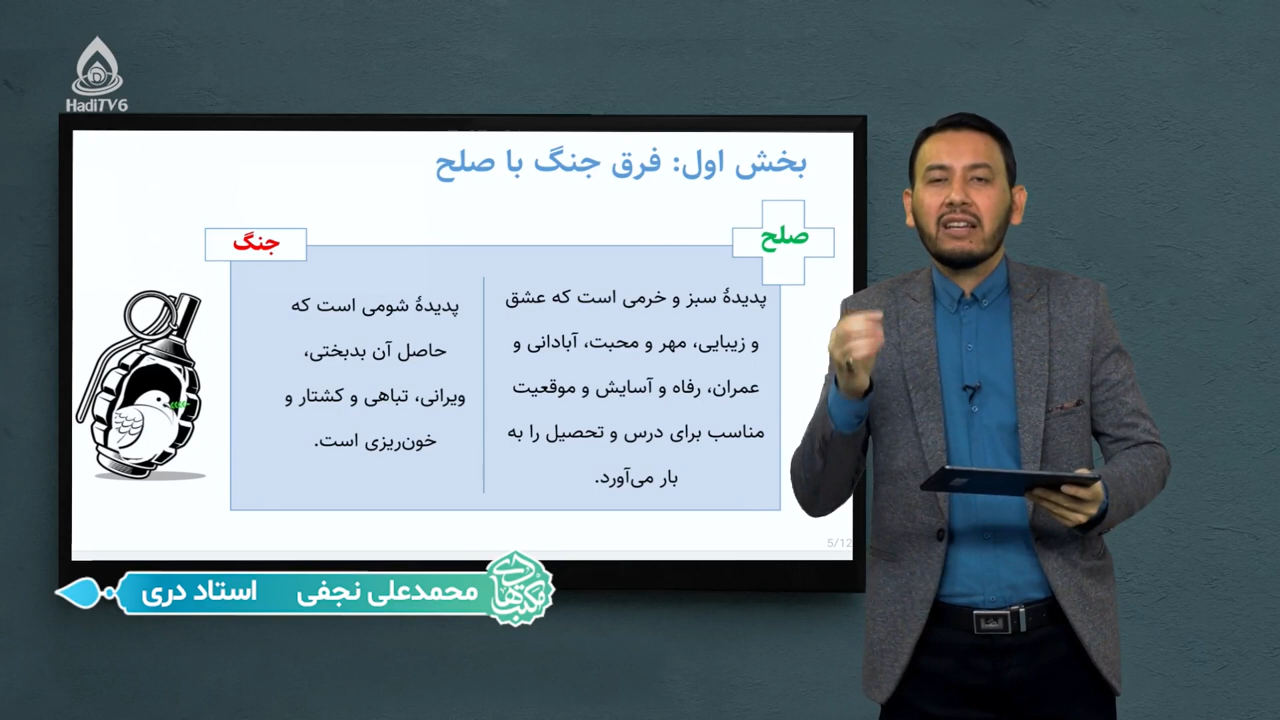 HadiTV6
بخش اول: فرق جنگ با صلح
صلح
پدیدهٔ سبز و خرمی است که عشق
و زیبایی، مهر و محبت، آبادانی و
عمران، رفاه و آسایش و موقعیت
مناسب برای درس و تحصیل را به
بار می‌آورد.
جنگ
پدیدهٔ شومی است که
حاصل آن بدبختی،
ویرانی، تباهی و کشتار و
خون‌ریزی است.
5/12
مکتب هادی
محمدعلی نجفی
استاد دری